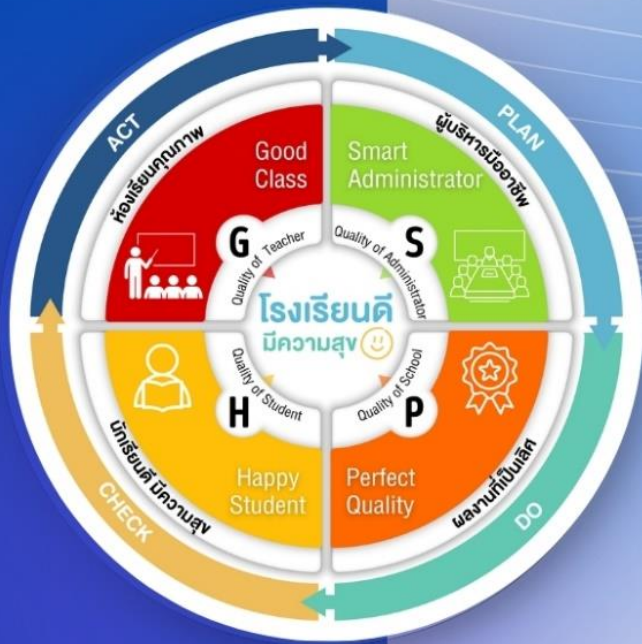 ACT
PLAN
DO
CHECK
ห้องเรียนคุณภาพ
ผู้บริหารมืออาชีพ
Good
Class
Smart
Administrator
G
S
Quality of Teacher
Quality of Administrator
โรงเรียนดี
มีความสุข
Quality of Student
Quality of School
H
P
Happy
Student
Perfect
Quality
นักเรียนดี มีความสุข
ผลงานที่เป็นเลิศ